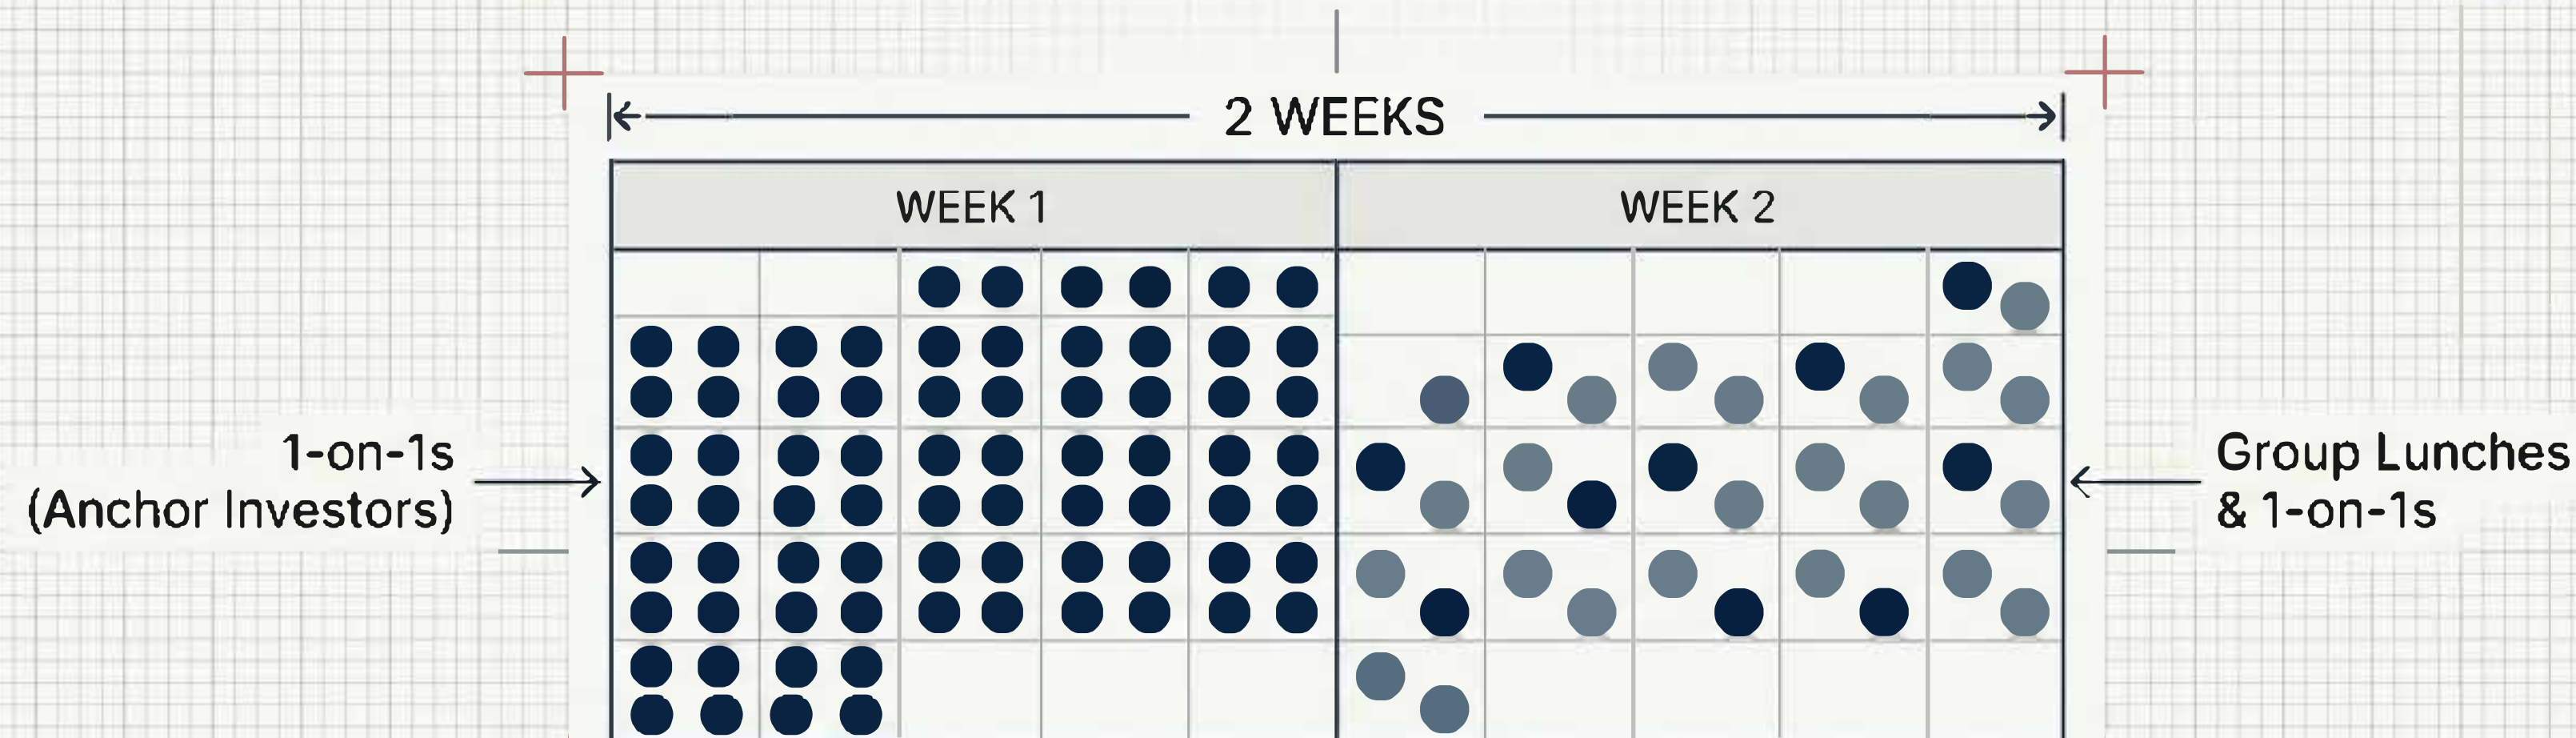 2 WEEKS
WEEK 1
WEEK 2
1-on-1s
(Anchor Investors)
Group Lunches
& 1-on-1s